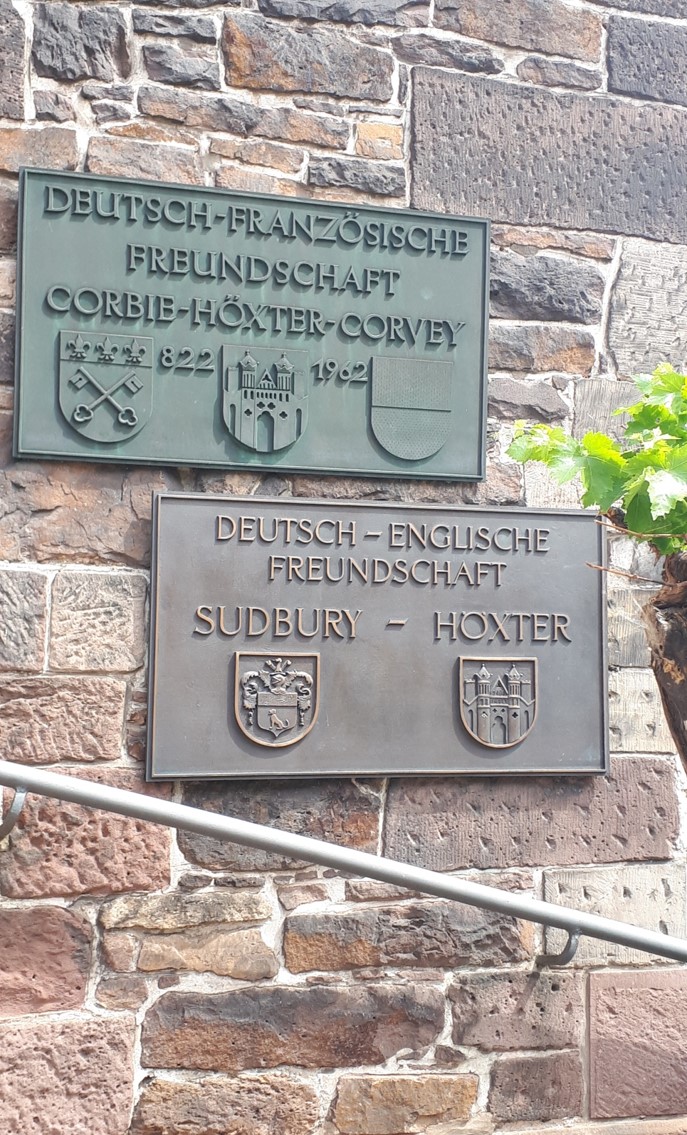 DEUTSCH-FRANZÖSISCHE
FREUNDSCHAFT
CORBIE-HÖXTER-CORVEY
822 1962
DEUTSCH-ENGLISCHE
FREUNDSCHAFT
SUDBURY - HÖXTER